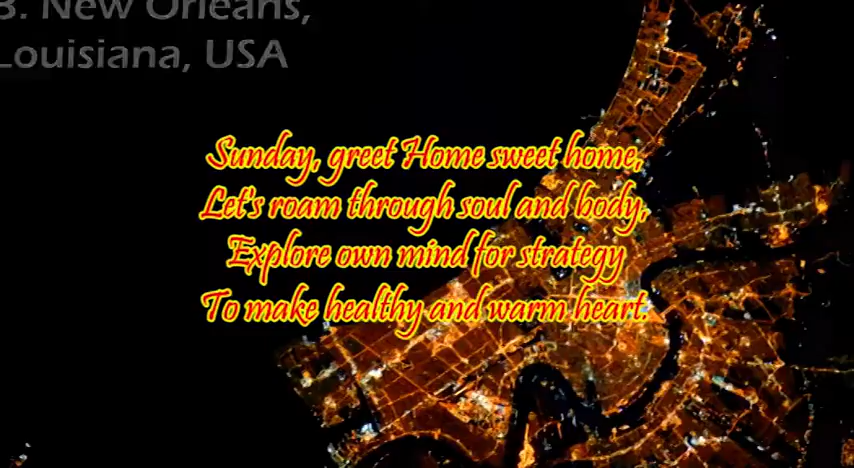 3. New Orleans,
Louisiana, USA
Sunday, greet Home sweet home,
Let's roam through soul and body,
Explore own mind for strategy
To make healthy and warm heart.